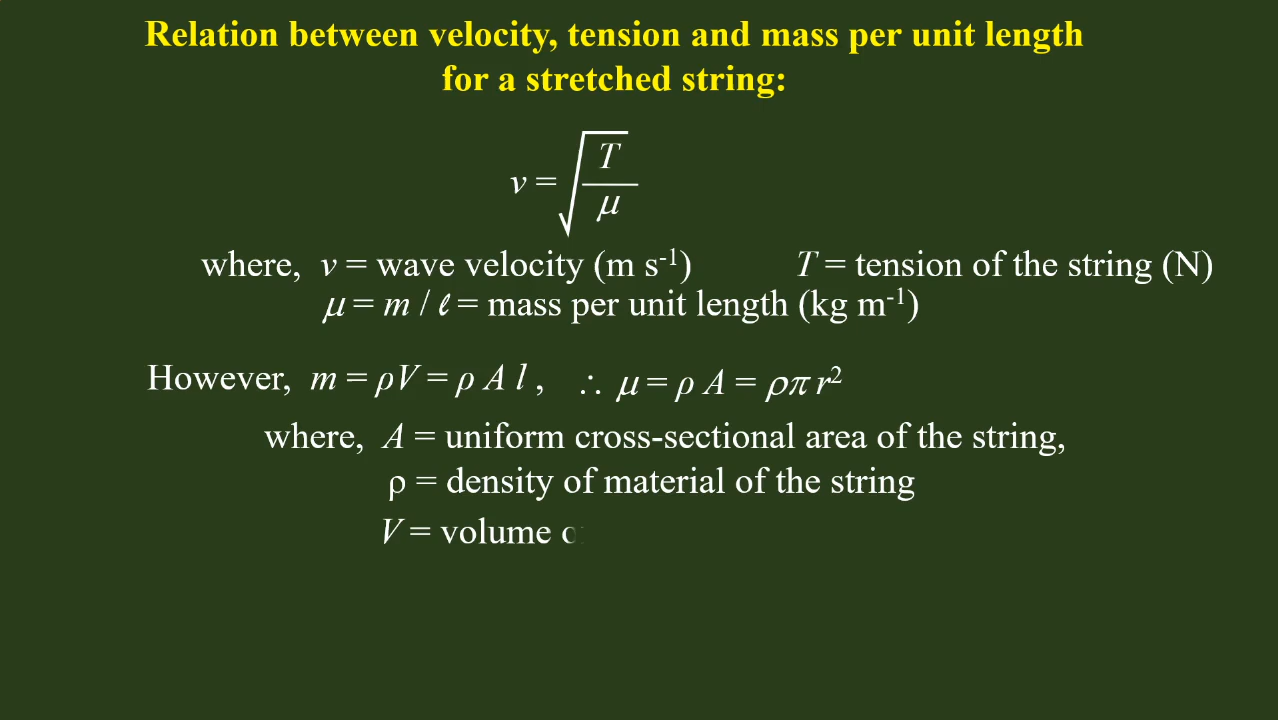 Relation between velocity, tension and mass per unit length
for a stretched string:
v = √(T / μ)
where, v = wave velocity (m s⁻¹) T = tension of the string (N)
μ = m / ℓ = mass per unit length (kg m⁻¹)
However, m = ρV = ρ A l , ∴ μ = ρ A = ρπ r²
where, A = uniform cross-sectional area of the string,
ρ = density of material of the string
V = volume